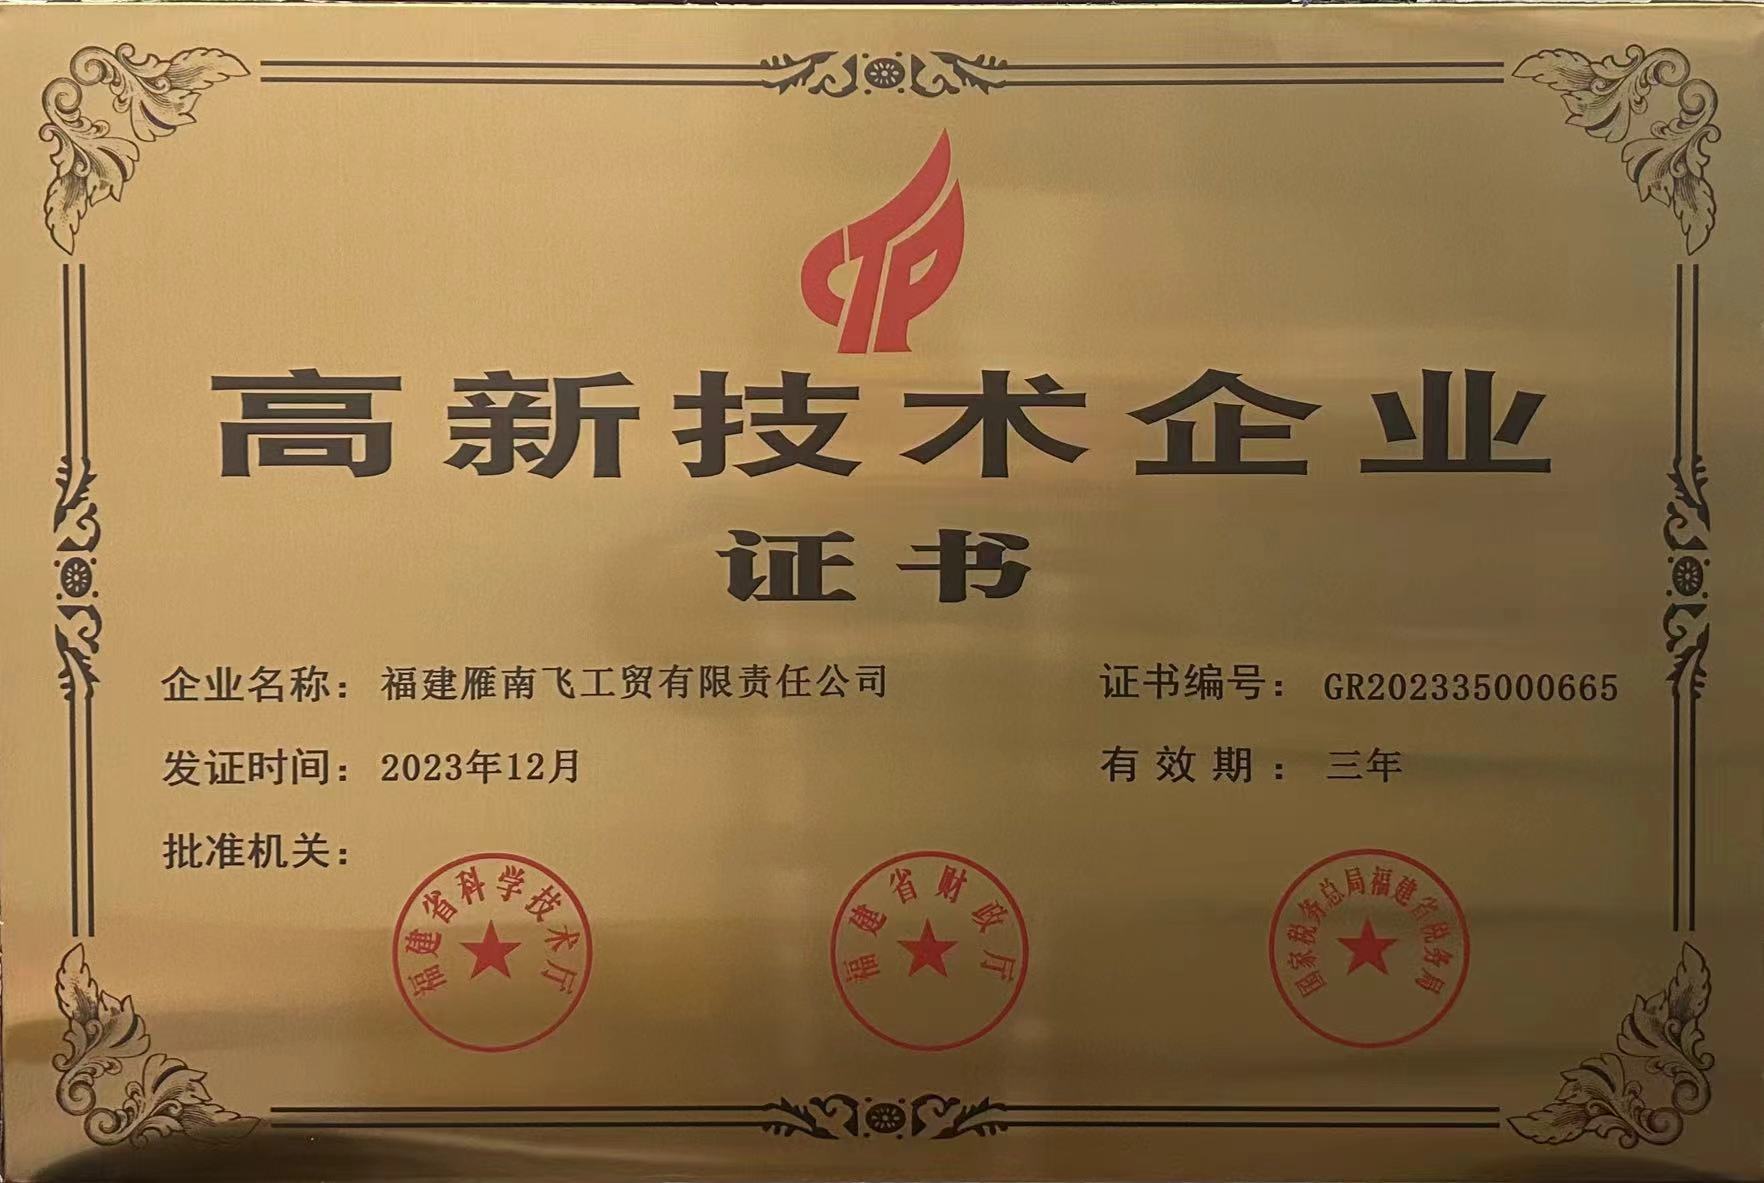 CTP
高新技术企业
证书
企业名称：福建雁南飞工贸有限责任公司
证书编号：GR202335000665
发证时间：2023年12月
有效期：三年
批准机关：
福建省科学技术厅
福建省财政厅
国家税务总局福建省税务局